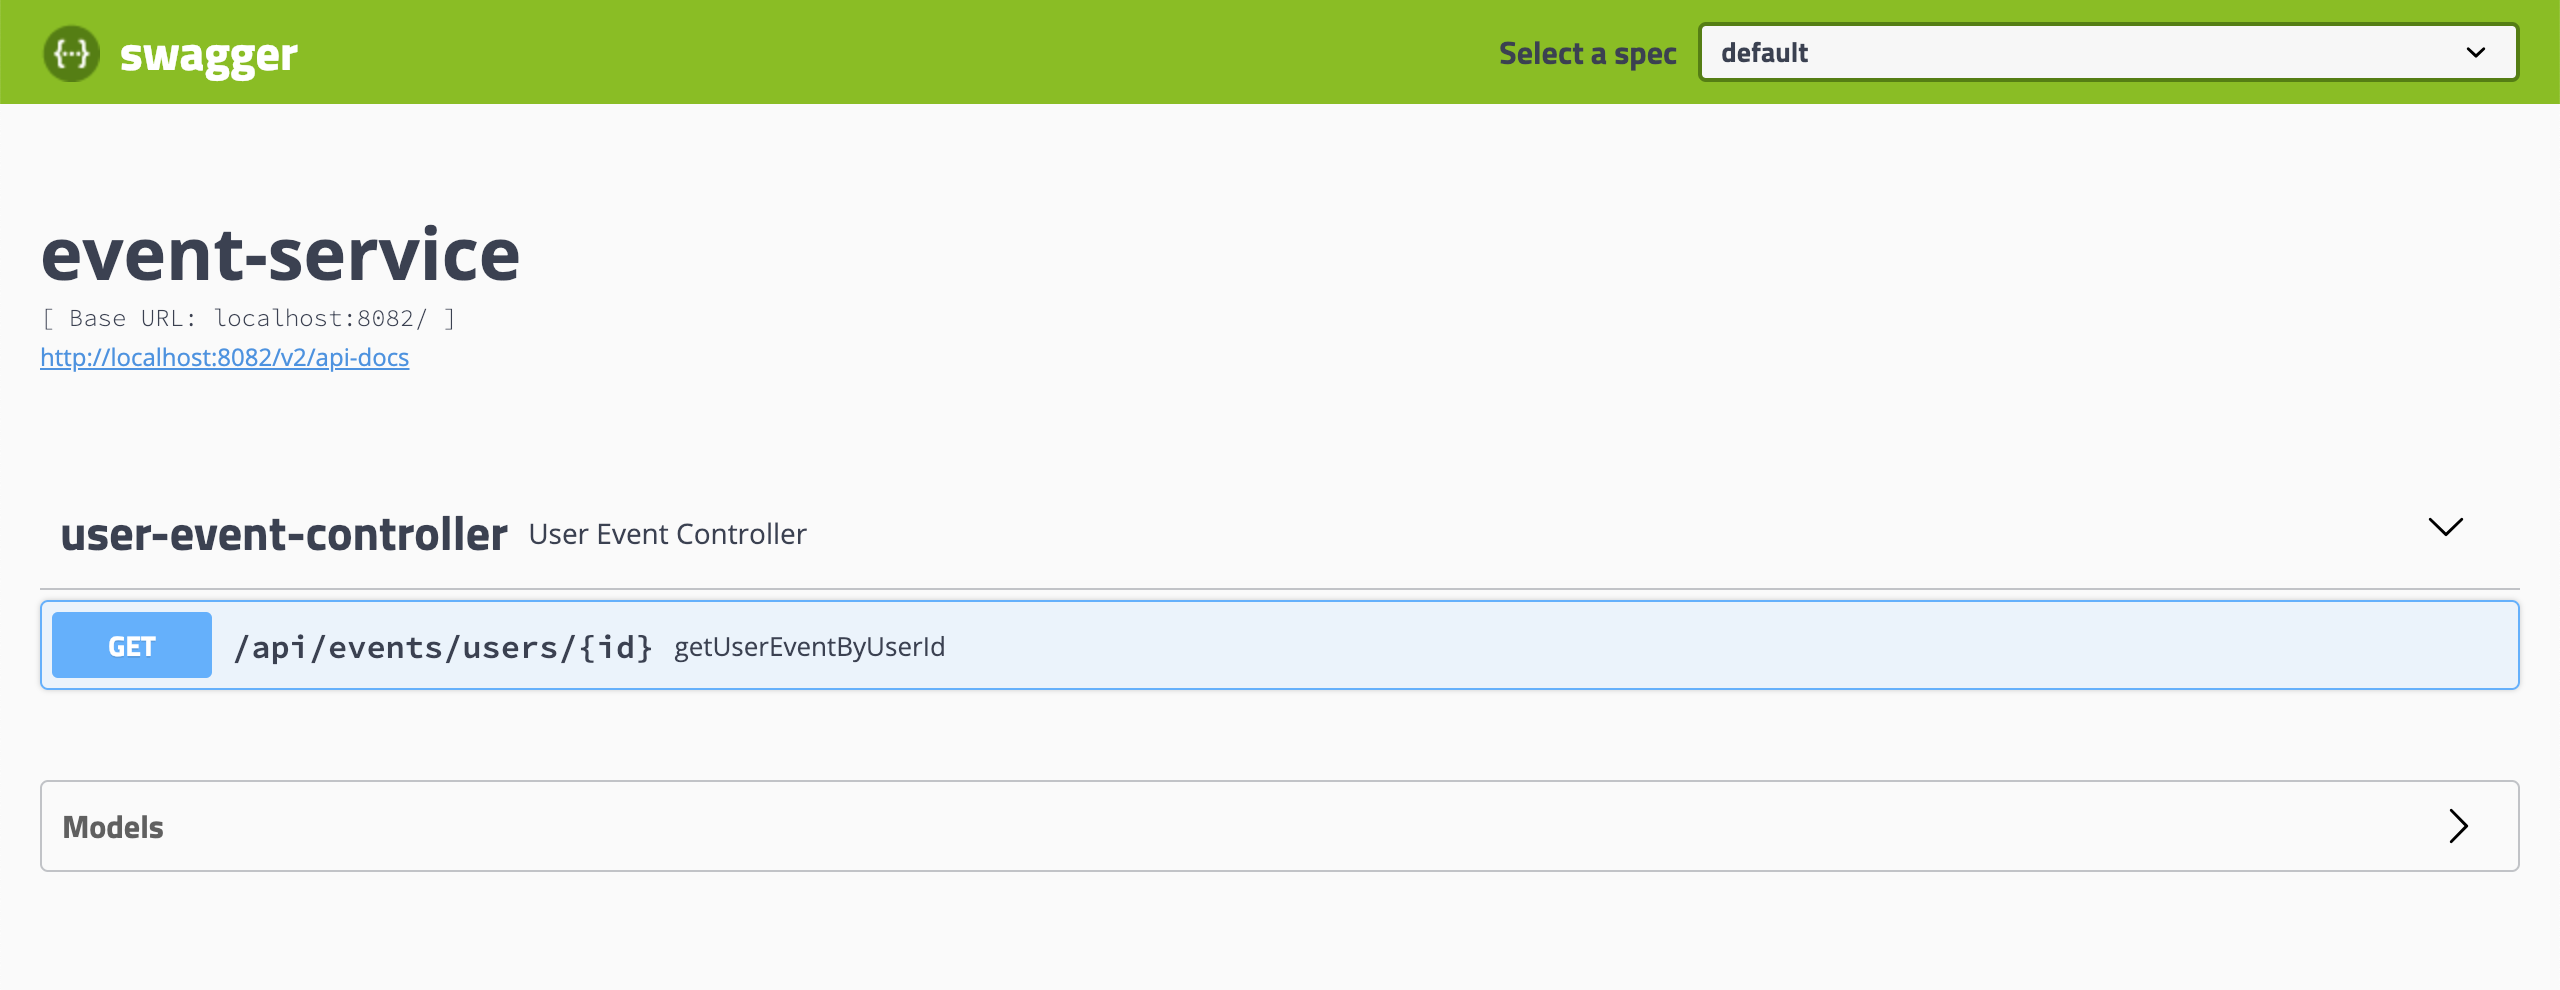 {···} swagger
Select a spec
default
event-service
[ Base URL: localhost:8082/ ]
http://localhost:8082/v2/api-docs
user-event-controller User Event Controller
GET /api/events/users/{id} getUserEventByUserId
Models